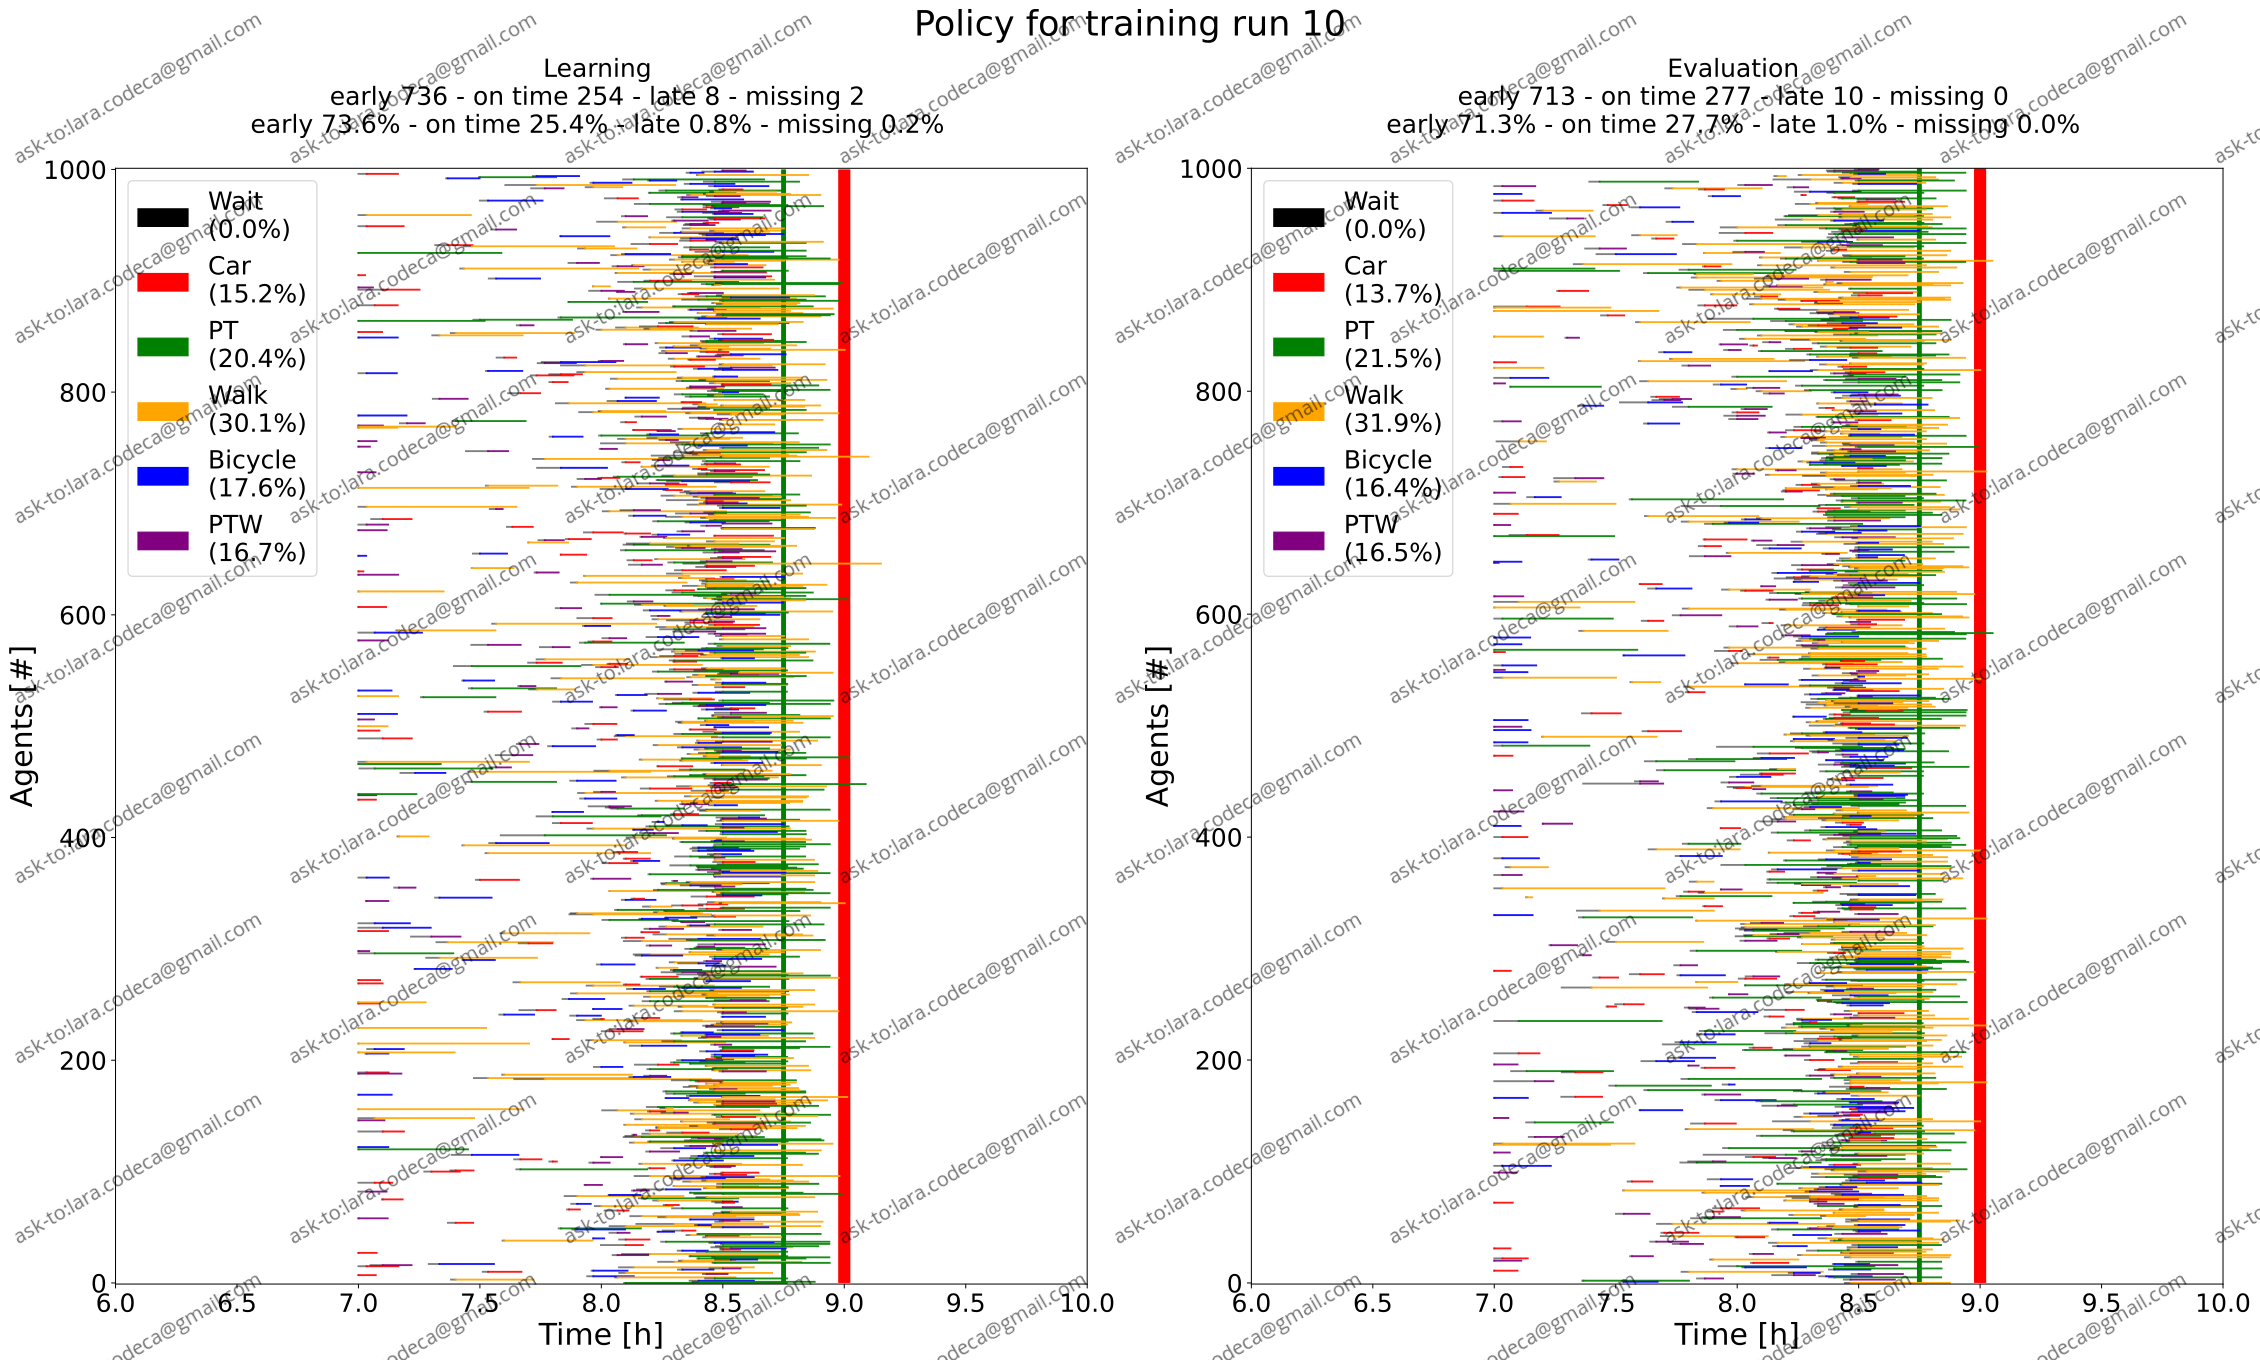 Policy for training run 10
Learning
early 736 - on time 254 - late 8 - missing 2
early 73.6% - on time 25.4% - late 0.8% - missing 0.2%
1000
800
600
400
200
0
Agents [#]
Wait
(0.0%)
Car
(15.2%)
PT
(20.4%)
Walk
(30.1%)
Bicycle
(17.6%)
PTW
(16.7%)
6.0 6.5 7.0 7.5 8.0 8.5 9.0 9.5 10.0
Time [h]
Evaluation
early 713 - on time 277 - late 10 - missing 0
early 71.3% - on time 27.7% - late 1.0% - missing 0.0%
1000
800
600
400
200
0
Agents [#]
Wait
(0.0%)
Car
(13.7%)
PT
(21.5%)
Walk
(31.9%)
Bicycle
(16.4%)
PTW
(16.5%)
6.0 6.5 7.0 7.5 8.0 8.5 9.0 9.5 10.0
Time [h]
ask-to:lara.codeca@gmail.com